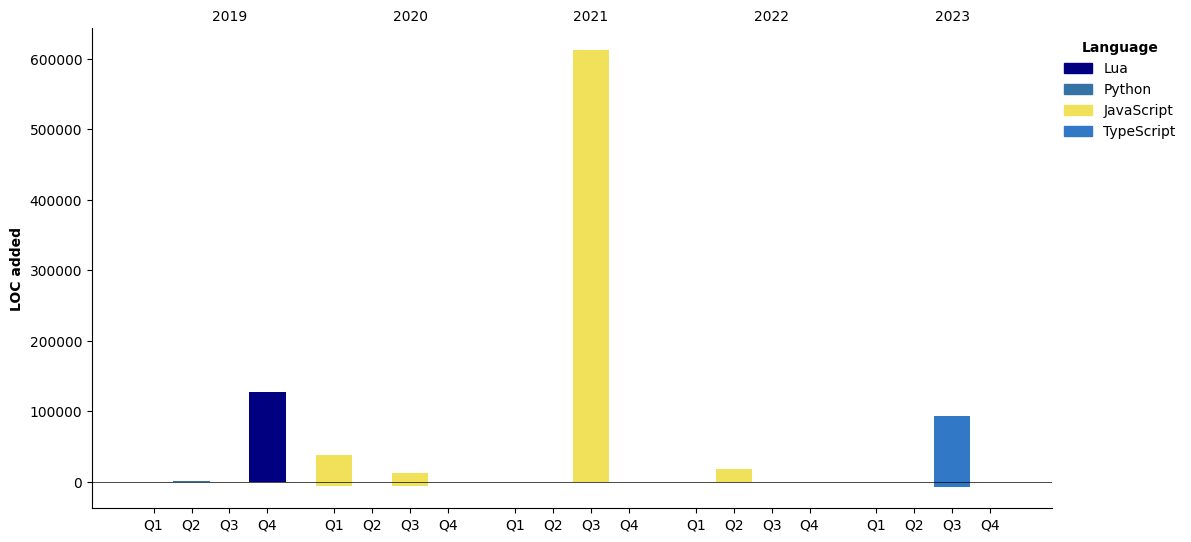 2019 2020 2021 2022 2023
Language
Lua
Python
JavaScript
TypeScript
LOC added
600000
500000
400000
300000
200000
100000
0
Q1 Q2 Q3 Q4 Q1 Q2 Q3 Q4 Q1 Q2 Q3 Q4 Q1 Q2 Q3 Q4 Q1 Q2 Q3 Q4